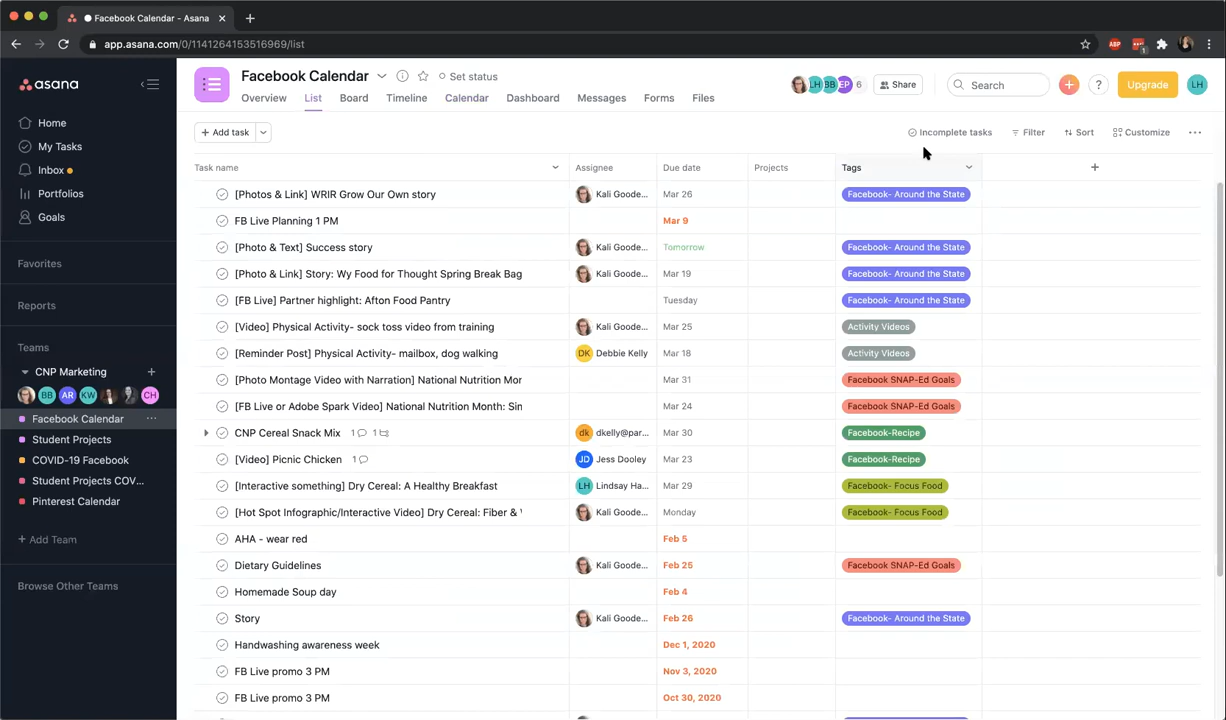 Facebook Calendar - Asana
app.asana.com/0/1141264153516969/list
ABP
1
asana
Facebook Calendar
Set status
LH BB EP 6
Share
Search
?
Upgrade
LH
Overview List Board Timeline Calendar Dashboard Messages Forms Files
Home
My Tasks
Inbox
Portfolios
Goals
Favorites
Reports
Teams
CNP Marketing +
BB AR KW CH
Facebook Calendar ...
Student Projects
COVID-19 Facebook
Student Projects COV...
Pinterest Calendar
+ Add Team
Browse Other Teams
+ Add task
Incomplete tasks Filter Sort Customize ...
Task name Assignee Due date Projects Tags +
[Photos & Link] WRIR Grow Our Own story Kali Goode... Mar 26 Facebook- Around the State
FB Live Planning 1 PM Mar 9
[Photo & Text] Success story Kali Goode... Tomorrow Facebook- Around the State
[Photo & Link] Story: Wy Food for Thought Spring Break Bag Kali Goode... Mar 19 Facebook- Around the State
[FB Live] Partner highlight: Afton Food Pantry Tuesday Facebook- Around the State
[Video] Physical Activity- sock toss video from training Kali Goode... Mar 25 Activity Videos
[Reminder Post] Physical Activity- mailbox, dog walking DK Debbie Kelly Mar 18 Activity Videos
[Photo Montage Video with Narration] National Nutrition Mor Mar 31 Facebook SNAP-Ed Goals
[FB Live or Adobe Spark Video] National Nutrition Month: Sin Mar 24 Facebook SNAP-Ed Goals
CNP Cereal Snack Mix 1 1 dk dkelly@par... Mar 30 Facebook-Recipe
[Video] Picnic Chicken 1 JD Jess Dooley Mar 23 Facebook-Recipe
[Interactive something] Dry Cereal: A Healthy Breakfast LH Lindsay Ha... Mar 29 Facebook- Focus Food
[Hot Spot Infographic/Interactive Video] Dry Cereal: Fiber & Kali Goode... Monday Facebook- Focus Food
AHA - wear red Feb 5
Dietary Guidelines Kali Goode... Feb 25 Facebook SNAP-Ed Goals
Homemade Soup day Feb 4
Story Kali Goode... Feb 26 Facebook- Around the State
Handwashing awareness week Dec 1, 2020
FB Live promo 3 PM Nov 3, 2020
FB Live promo 3 PM Oct 30, 2020